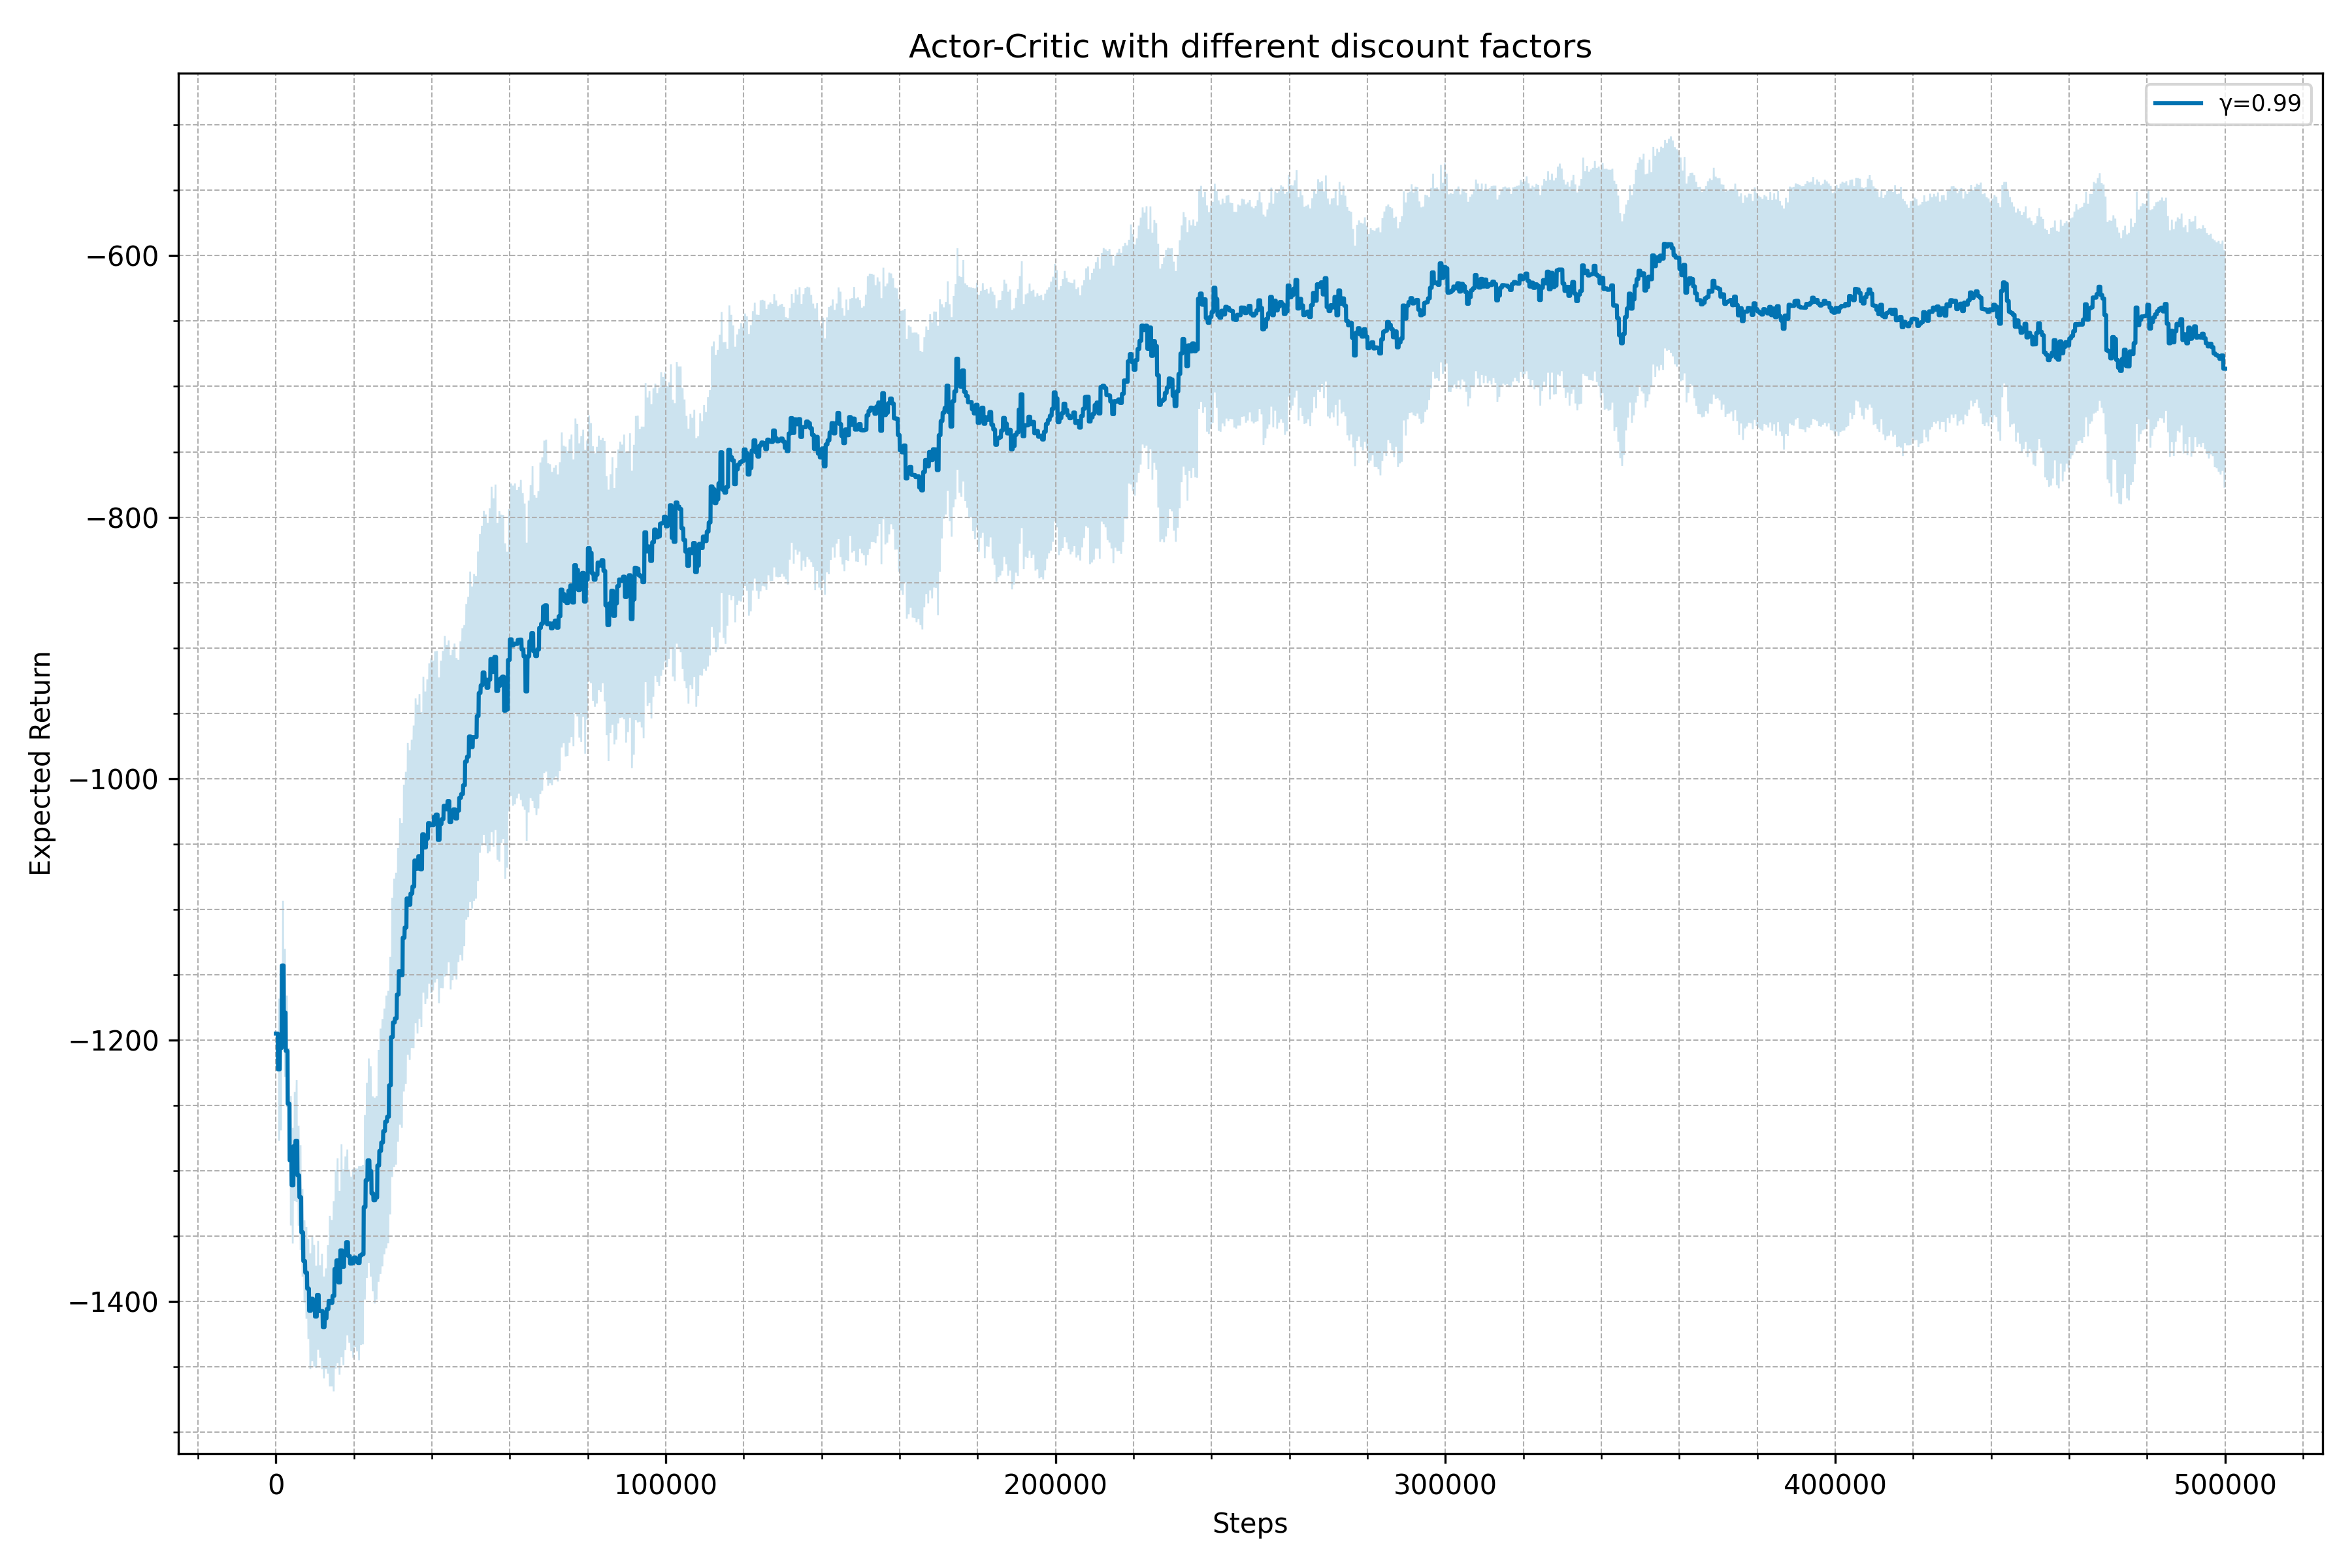 Actor-Critic with different discount factors
γ=0.99
Expected Return
−600
−800
−1000
−1200
−1400
0 100000 200000 300000 400000 500000
Steps